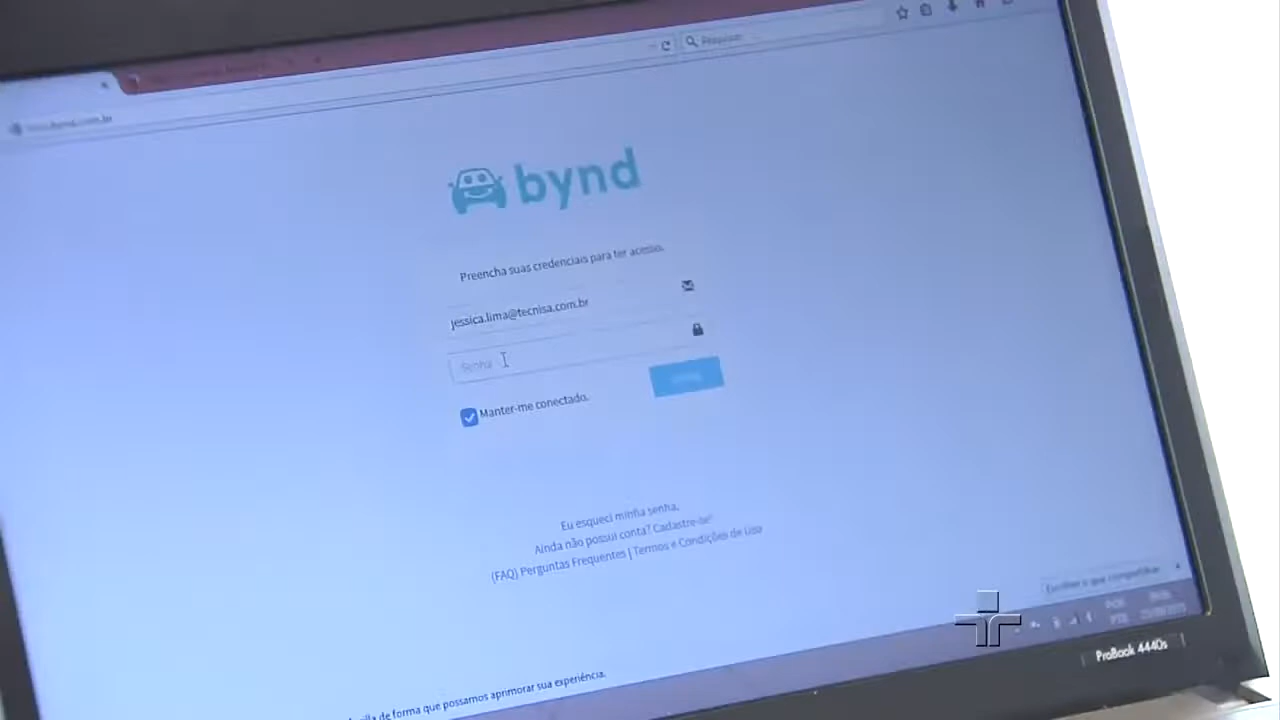 Pesquisar
bynd
Preencha suas credenciais para ter acesso.
jessica.lima@tecnisa.com.br
Senha
Manter-me conectado.
Eu esqueci minha senha.
Ainda não possui conta? Cadastre-se!
(FAQ) Perguntas Frequentes | Termos e Condições de Uso
de forma que possamos aprimorar sua experiência.
ProBook 4440s